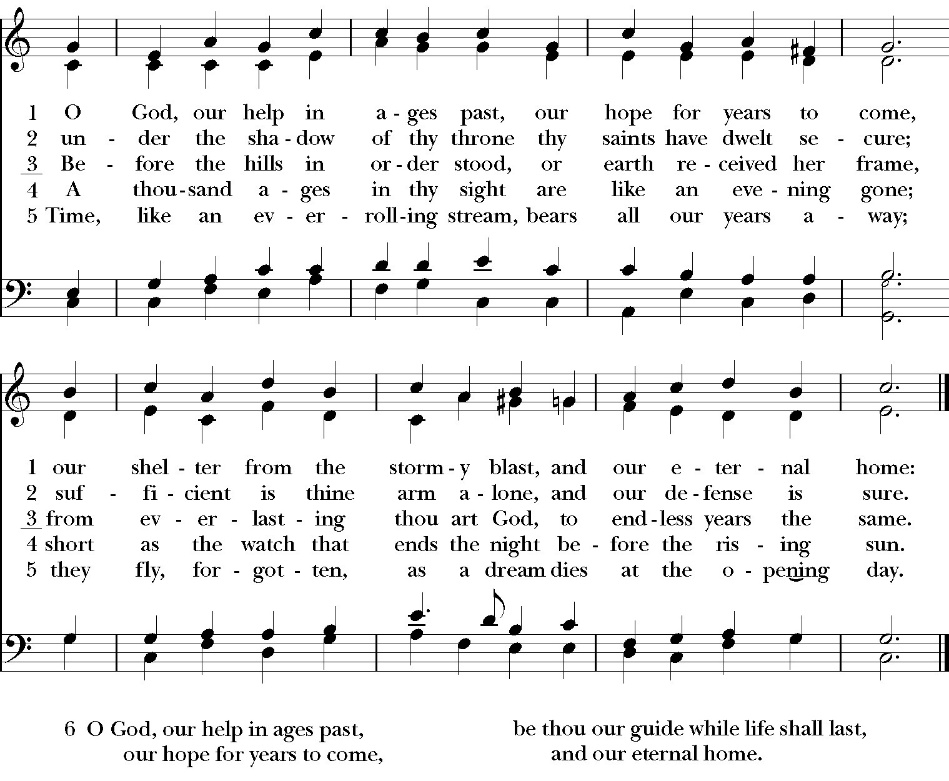 1 O God, our help in a - ges past, our hope for years to come,
2 un - der the sha - dow of thy throne thy saints have dwelt se - cure;
3 Be - fore the hills in or - der stood, or earth re - ceived her frame,
4 A thou - sand a - ges in thy sight are like an eve - ning gone;
5 Time, like an ev - er - roll - ing stream, bears all our years a - way;
1 our shel - ter from the storm - y blast, and our e - ter - nal home:
2 suf - fi - cient is thine arm a - lone, and our de - fense is sure.
3 from ev - er - last - ing thou art God, to end - less years the same.
4 short as the watch that ends the night be - fore the ris - ing sun.
5 they fly, for - got - ten, as a dream dies at the o - pening day.
6 O God, our help in ages past, be thou our guide while life shall last,
our hope for years to come, and our eternal home.